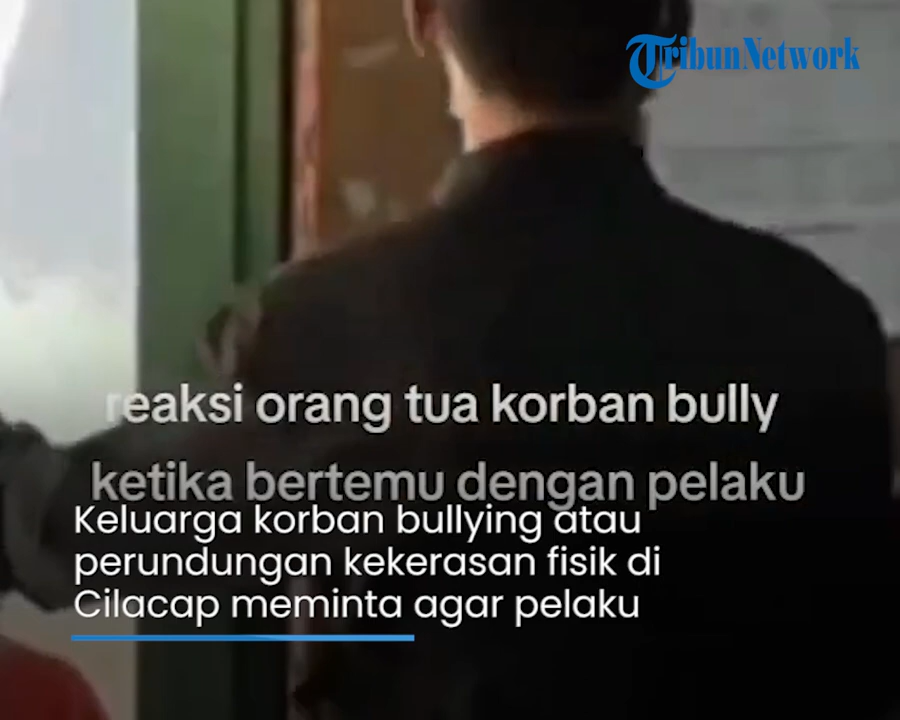 TribunNetwork
reaksi orang tua korban bully
ketika bertemu dengan pelaku
Keluarga korban bullying atau
perundungan kekerasan fisik di
Cilacap meminta agar pelaku